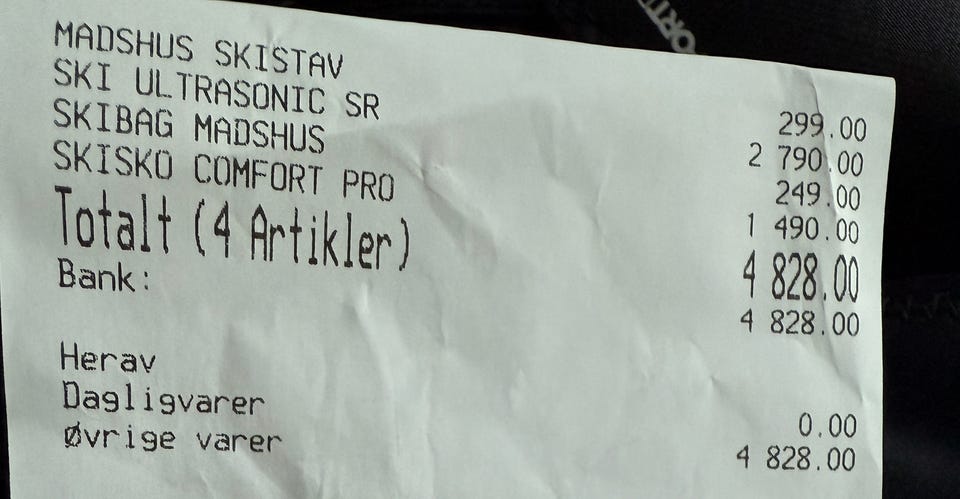 MADSHUS SKISTAV 299.00
SKI ULTRASONIC SR 2 790.00
SKIBAG MADSHUS 249.00
SKISKO COMFORT PRO 1 490.00
Totalt (4 Artikler) 4 828.00
Bank: 4 828.00
Herav
Dagligvarer 0.00
Øvrige varer 4 828.00